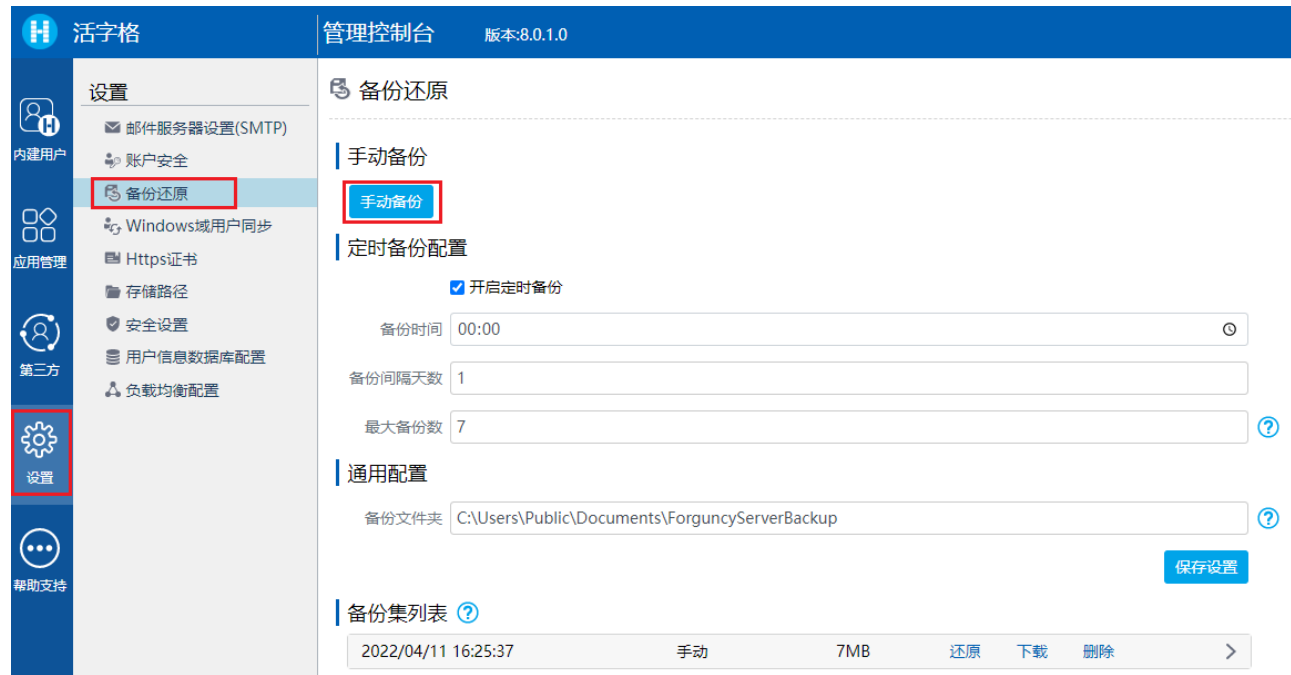 活字格
管理控制台 版本:8.0.1.0
内建用户
应用管理
第三方
设置
帮助支持
设置
邮件服务器设置(SMTP)
账户安全
备份还原
Windows域用户同步
Https证书
存储路径
安全设置
用户信息数据库配置
负载均衡配置
备份还原
手动备份
手动备份
定时备份配置
开启定时备份
备份时间 00:00
备份间隔天数 1
最大备份数 7 ?
通用配置
备份文件夹 C:\Users\Public\Documents\ForguncyServerBackup ?
保存设置
备份集列表 ?
2022/04/11 16:25:37 手动 7MB 还原 下载 删除